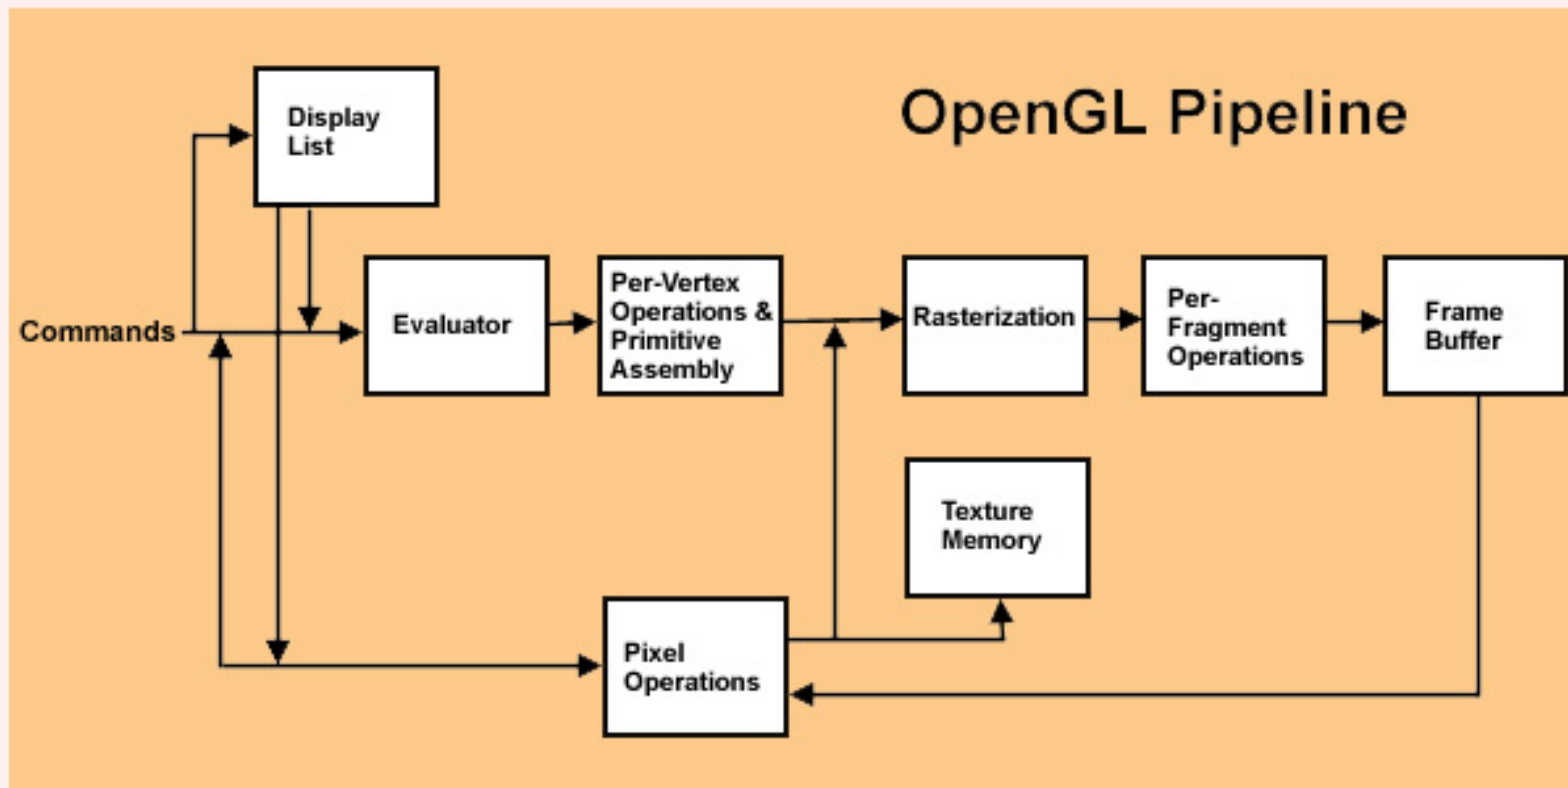 OpenGL Pipeline
Display
List
Commands
Evaluator
Per-Vertex
Operations &
Primitive
Assembly
Rasterization
Per-
Fragment
Operations
Frame
Buffer
Texture
Memory
Pixel
Operations